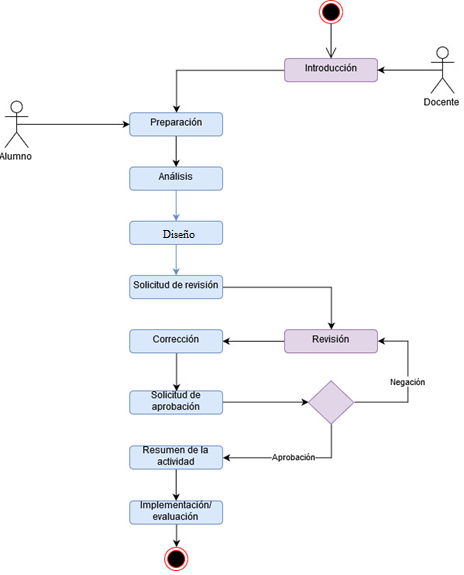 Introducción
Docente
Preparación
Alumno
Análisis
Diseño
Solicitud de revisión
Corrección
Revisión
Negación
Solicitud de
aprobación
Resumen de la
actividad
Aprobación
Implementación/
evaluación